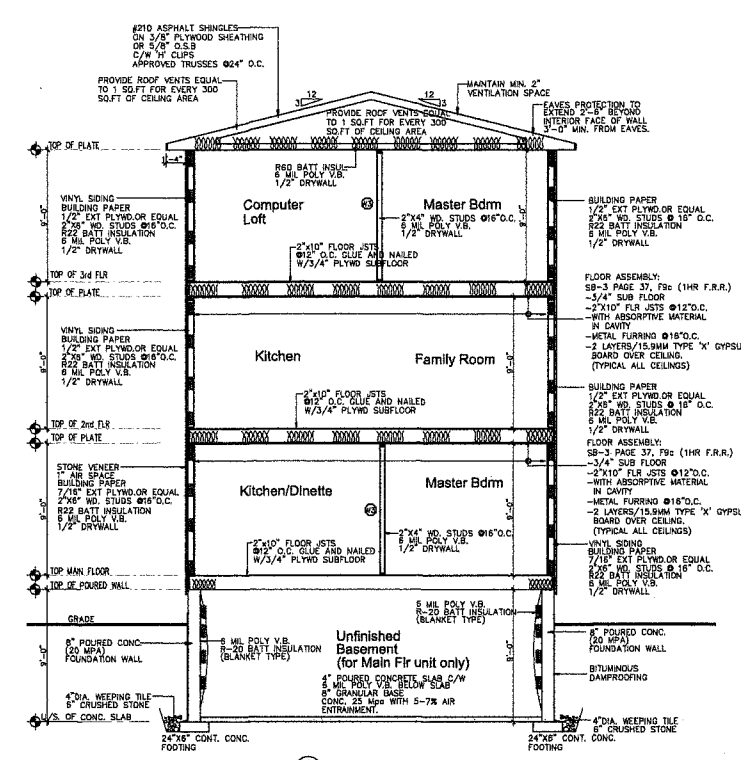 #210 ASPHALT SHINGLES
ON 3/8" PLYWOOD SHEATHING
OR 5/8" O.S.B
C/W 'H' CLIPS
APPROVED TRUSSES @24" O.C.
PROVIDE ROOF VENTS EQUAL
TO 1 SQ.FT FOR EVERY 300
SQ.FT OF CEILING AREA
12
3
12
3
MAINTAIN MIN. 2"
VENTILATION SPACE
PROVIDE ROOF VENTS EQUAL
TO 1 SQ.FT FOR EVERY 300
SQ.FT OF CEILING AREA
EAVES PROTECTION TO
EXTEND 2'-6" BEYOND
INTERIOR FACE OF WALL
3'-0" MIN. FROM EAVES.
TOP OF PLATE
1'-4"
R60 BATT INSUL.
6 MIL POLY V.B.
1/2" DRYWALL
9'-0"
VINYL SIDING
BUILDING PAPER
1/2" EXT PLYWD.OR EQUAL
2"X6" WD. STUDS @16"O.C.
R22 BATT INSULATION
6 MIL POLY V.B.
1/2" DRYWALL
Computer
Loft
W3
Master Bdrm
2"X4" WD. STUDS @16"O.C.
6 MIL POLY V.B.
1/2" DRYWALL
BUILDING PAPER
1/2" EXT PLYWD.OR EQUAL
2"X6" WD. STUDS @ 16" O.C.
R22 BATT INSULATION
6 MIL POLY V.B.
1/2" DRYWALL
9'-0"
2"x10" FLOOR JSTS
@12" O.C. GLUE AND NAILED
W/3/4" PLYWD SUBFLOOR
TOP OF 3rd FLR
TOP OF PLATE
FLOOR ASSEMBLY:
SB-3 PAGE 37, F9c (1HR F.R.R.)
-3/4" SUB FLOOR
-2"X10" FLR JSTS @12"O.C.
-WITH ABSORPTIVE MATERIAL
IN CAVITY
-METAL FURRING @16"O.C.
-2 LAYERS/15.9MM TYPE 'X' GYPSU
BOARD OVER CEILING.
(TYPICAL ALL CEILINGS)
9'-0"
VINYL SIDING
BUILDING PAPER
1/2" EXT PLYWD.OR EQUAL
2"X6" WD. STUDS @16"O.C.
R22 BATT INSULATION
6 MIL POLY V.B.
1/2" DRYWALL
Kitchen
Family Room
9'-0"
BUILDING PAPER
1/2" EXT PLYWD.OR EQUAL
2"X6" WD. STUDS @ 16" O.C.
R22 BATT INSULATION
6 MIL POLY V.B.
1/2" DRYWALL
2"x10" FLOOR JSTS
@12" O.C. GLUE AND NAILED
W/3/4" PLYWD SUBFLOOR
TOP OF 2nd FLR
TOP OF PLATE
FLOOR ASSEMBLY:
SB-3 PAGE 37, F9c (1HR F.R.R.)
-3/4" SUB FLOOR
-2"X10" FLR JSTS @12"O.C.
-WITH ABSORPTIVE MATERIAL
IN CAVITY
-METAL FURRING @16"O.C.
-2 LAYERS/15.9MM TYPE 'X' GYPSU
BOARD OVER CEILING.
(TYPICAL ALL CEILINGS)
9'-0"
STONE VENEER
1" AIR SPACE
BUILDING PAPER
7/16" EXT PLYWD.OR EQUAL
2"X6" WD. STUDS @16"O.C.
R22 BATT INSULATION
6 MIL POLY V.B.
1/2" DRYWALL
Kitchen/Dinette
W3
Master Bdrm
2"X4" WD. STUDS @16"O.C.
6 MIL POLY V.B.
1/2" DRYWALL
9'-0"
2"x10" FLOOR JSTS
@12" O.C. GLUE AND NAILED
W/3/4" PLYWD SUBFLOOR
VINYL SIDING
BUILDING PAPER
7/16" EXT PLYWD.OR EQUAL
2"X6" WD. STUDS @ 16" O.C.
R22 BATT INSULATION
6 MIL POLY V.B.
1/2" DRYWALL
TOP MAIN FLOOR
TOP OF POURED WALL
GRADE
9'-0"
8" POURED CONC.
(20 MPA)
FOUNDATION WALL
6 MIL POLY V.B.
R-20 BATT INSULATION
(BLANKET TYPE)
6 MIL POLY V.B.
R-20 BATT INSULATION
(BLANKET TYPE)
Unfinished
Basement
(for Main Flr unit only)
4" POURED CONCRETE SLAB C/W
6 MIL POLY V.B. BELOW SLAB
8" GRANULAR BASE
CONC. 25 Mpa WITH 5-7% AIR
ENTRAINMENT.
9'-0"
8" POURED CONC.
(20 MPA)
FOUNDATION WALL
BITUMINOUS
DAMPROOFING
4"DIA. WEEPING TILE
6" CRUSHED STONE
U/S. OF CONC. SLAB
24"X6" CONT. CONC.
FOOTING
24"X6" CONT. CONC.
FOOTING
4"DIA. WEEPING TILE
6" CRUSHED STONE